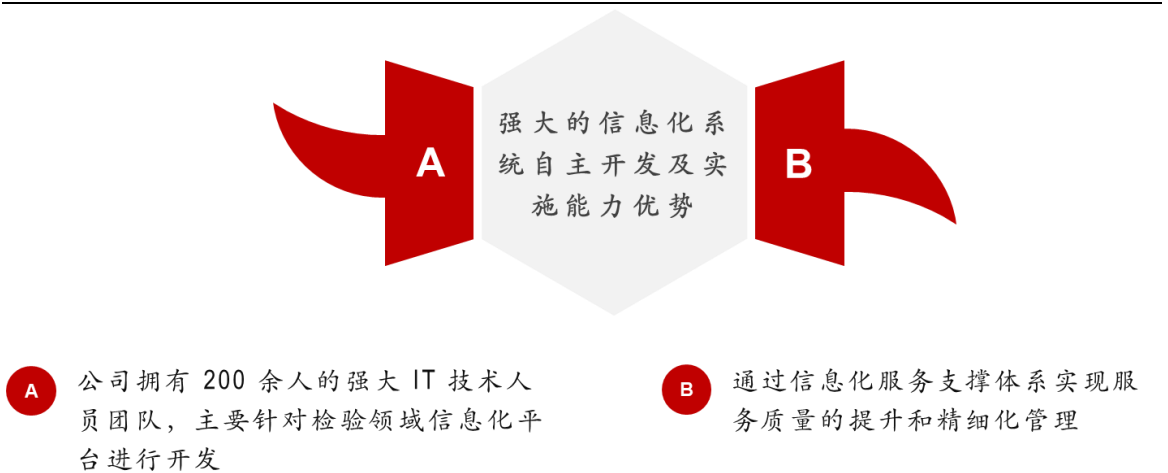 A
强大的信息化系
统自主开发及实
施能力优势
B
A
公司拥有 200 余人的强大 IT 技术人
员团队，主要针对检验领域信息化平
台进行开发
B
通过信息化服务支撑体系实现服
务质量的提升和精细化管理